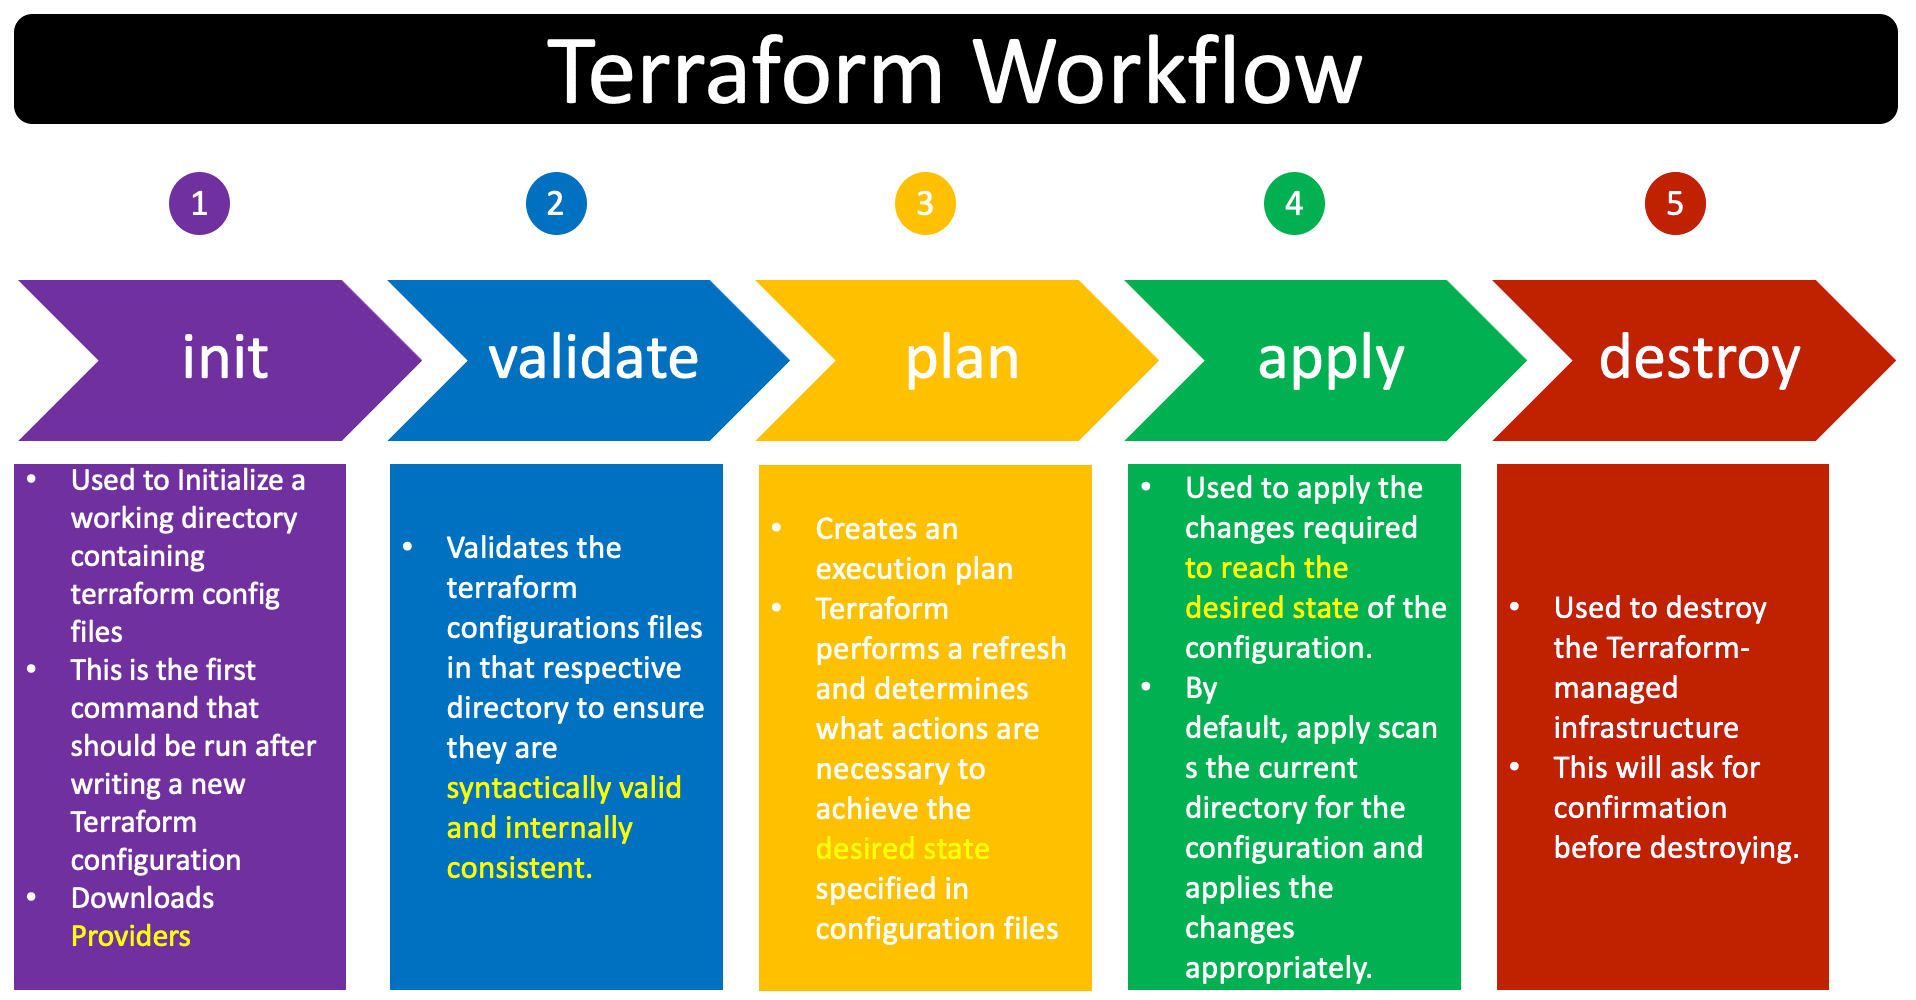 Terraform Workflow
1
2
3
4
5
init
validate
plan
apply
destroy
• Used to Initialize a
working directory
containing
terraform config
files
• This is the first
command that
should be run after
writing a new
Terraform
configuration
• Downloads
Providers
• Validates the
terraform
configurations files
in that respective
directory to ensure
they are
syntactically valid
and internally
consistent.
• Creates an
execution plan
• Terraform
performs a refresh
and determines
what actions are
necessary to
achieve the
desired state
specified in
configuration files
• Used to apply the
changes required
to reach the
desired state of the
configuration.
• By
default, apply scan
s the current
directory for the
configuration and
applies the
changes
appropriately.
• Used to destroy
the Terraform-
managed
infrastructure
• This will ask for
confirmation
before destroying.